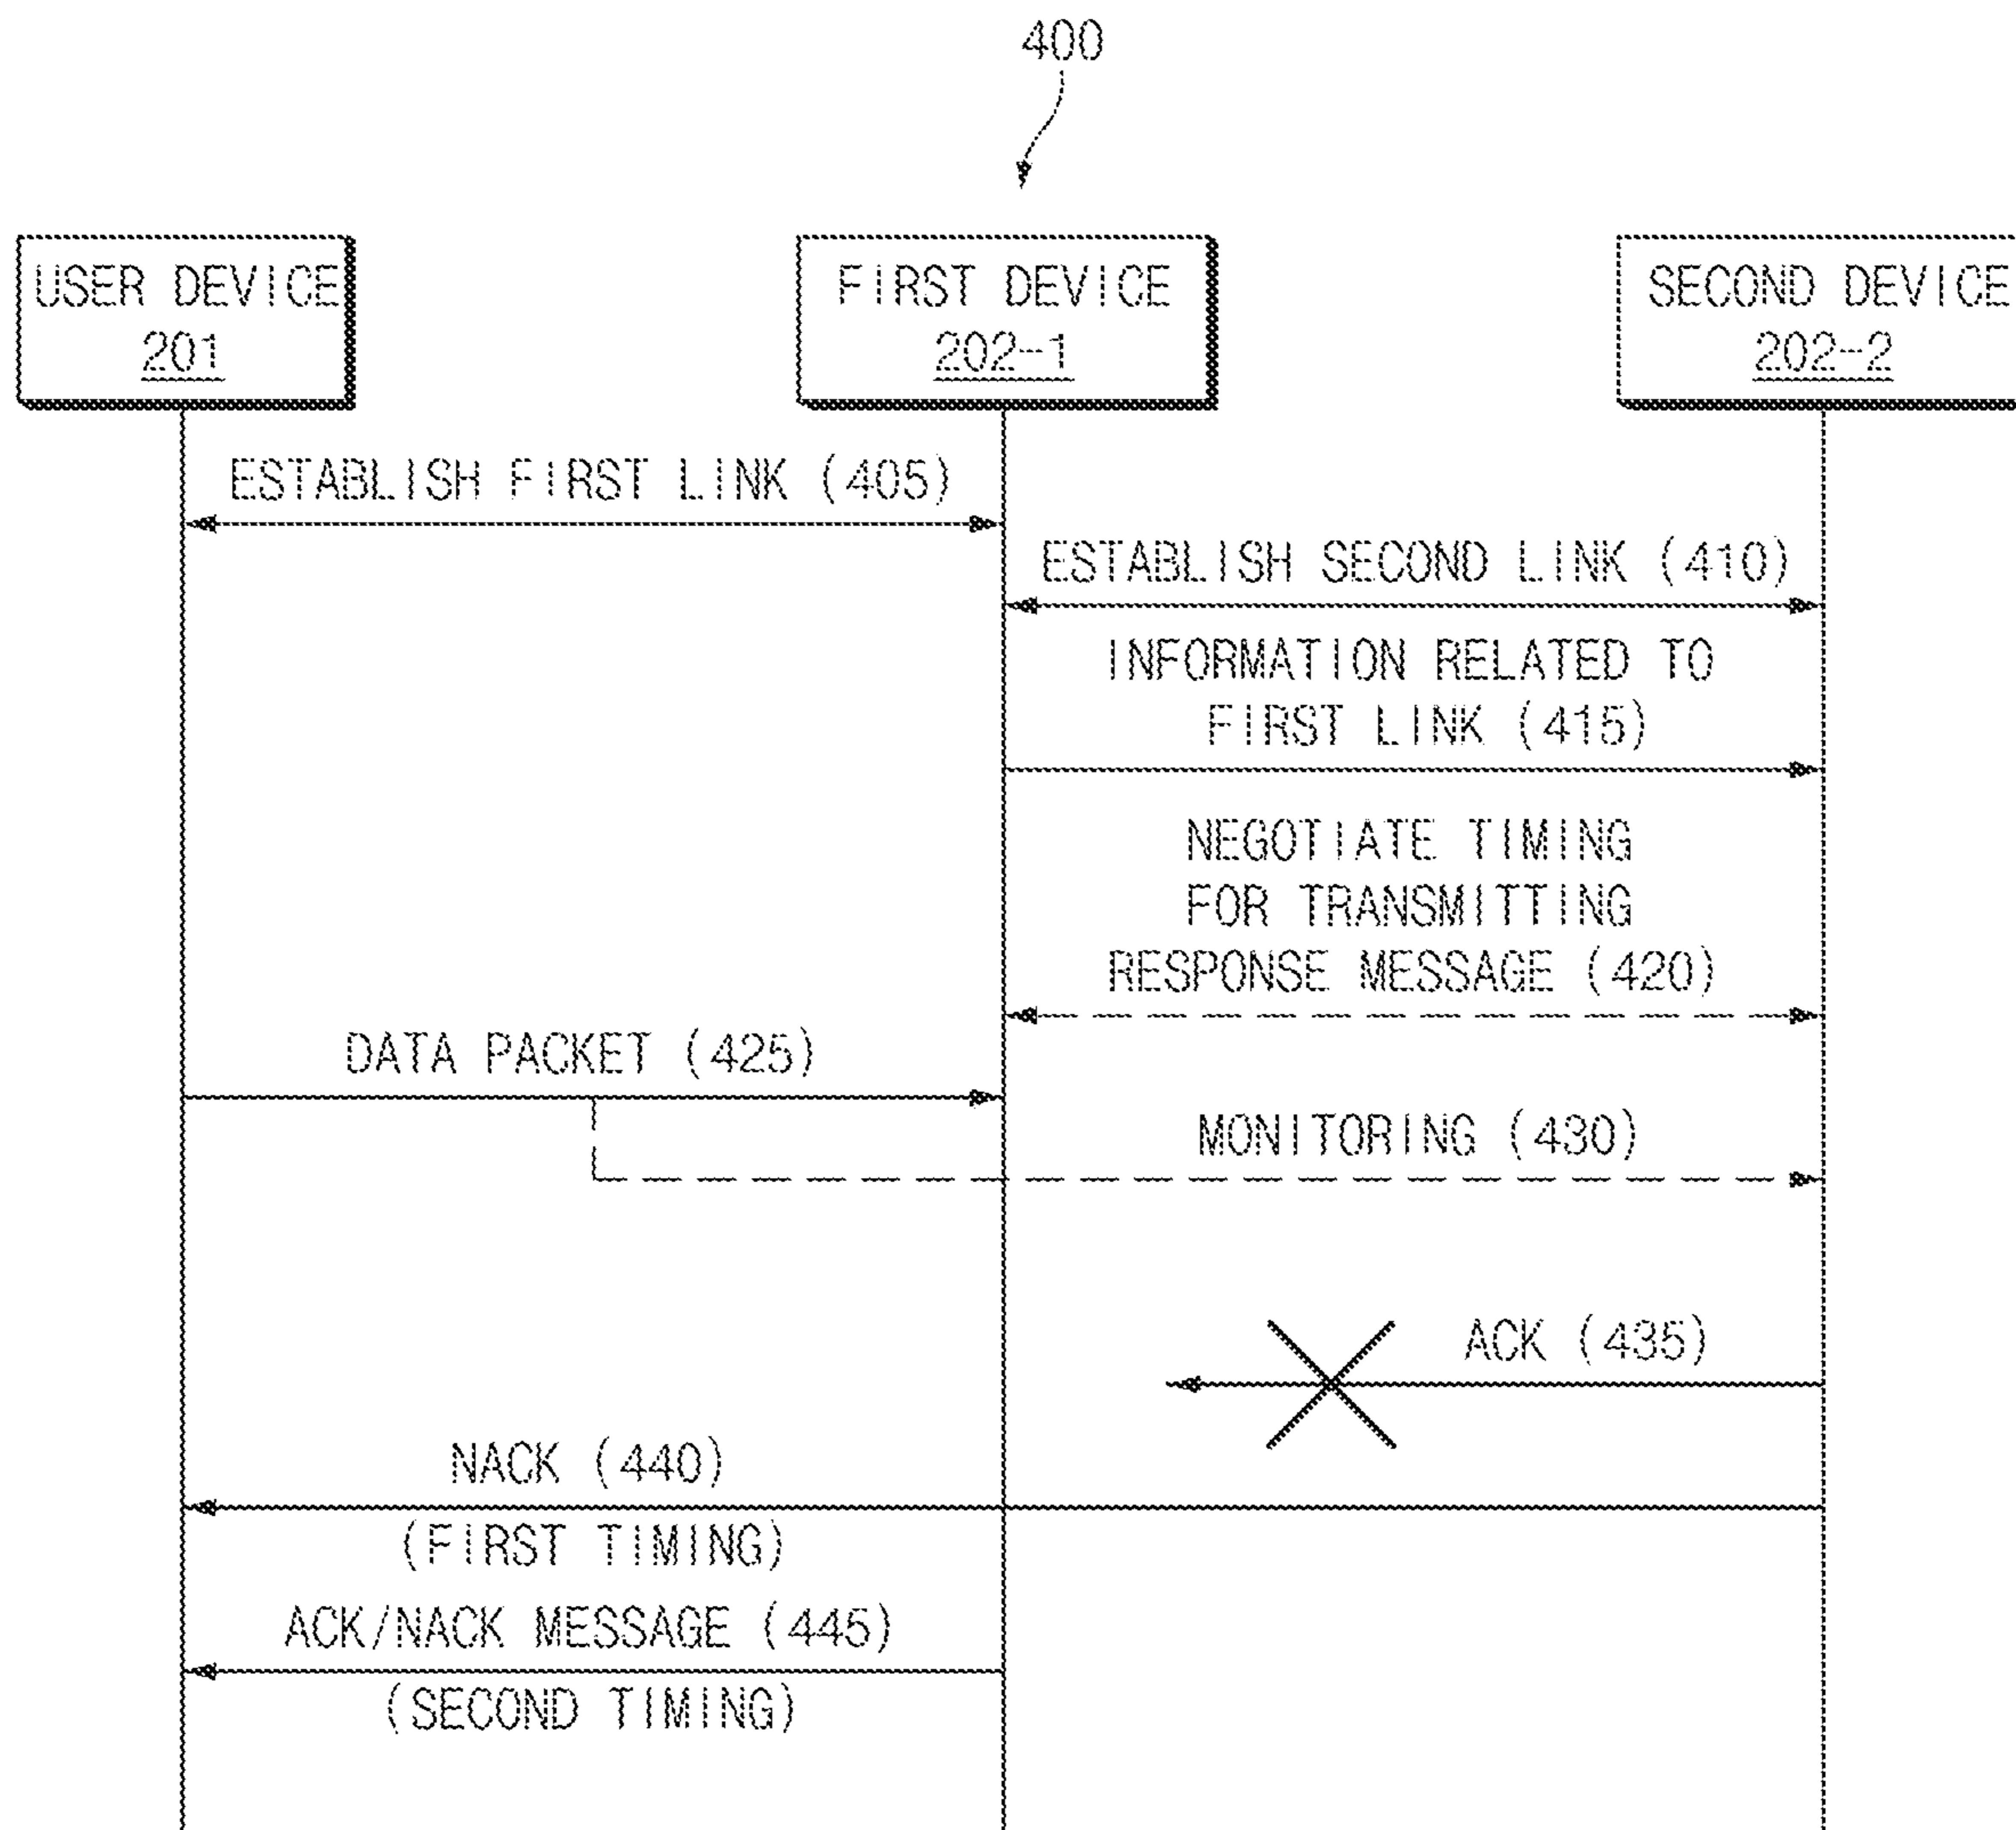 400
USER DEVICE
201
FIRST DEVICE
202-1
SECOND DEVICE
202-2
ESTABLISH FIRST LINK (405)
ESTABLISH SECOND LINK (410)
INFORMATION RELATED TO
FIRST LINK (415)
NEGOTIATE TIMING
FOR TRANSMITTING
RESPONSE MESSAGE (420)
DATA PACKET (425)
MONITORING (430)
ACK (435)
NACK (440)
(FIRST TIMING)
ACK/NACK MESSAGE (445)
(SECOND TIMING)